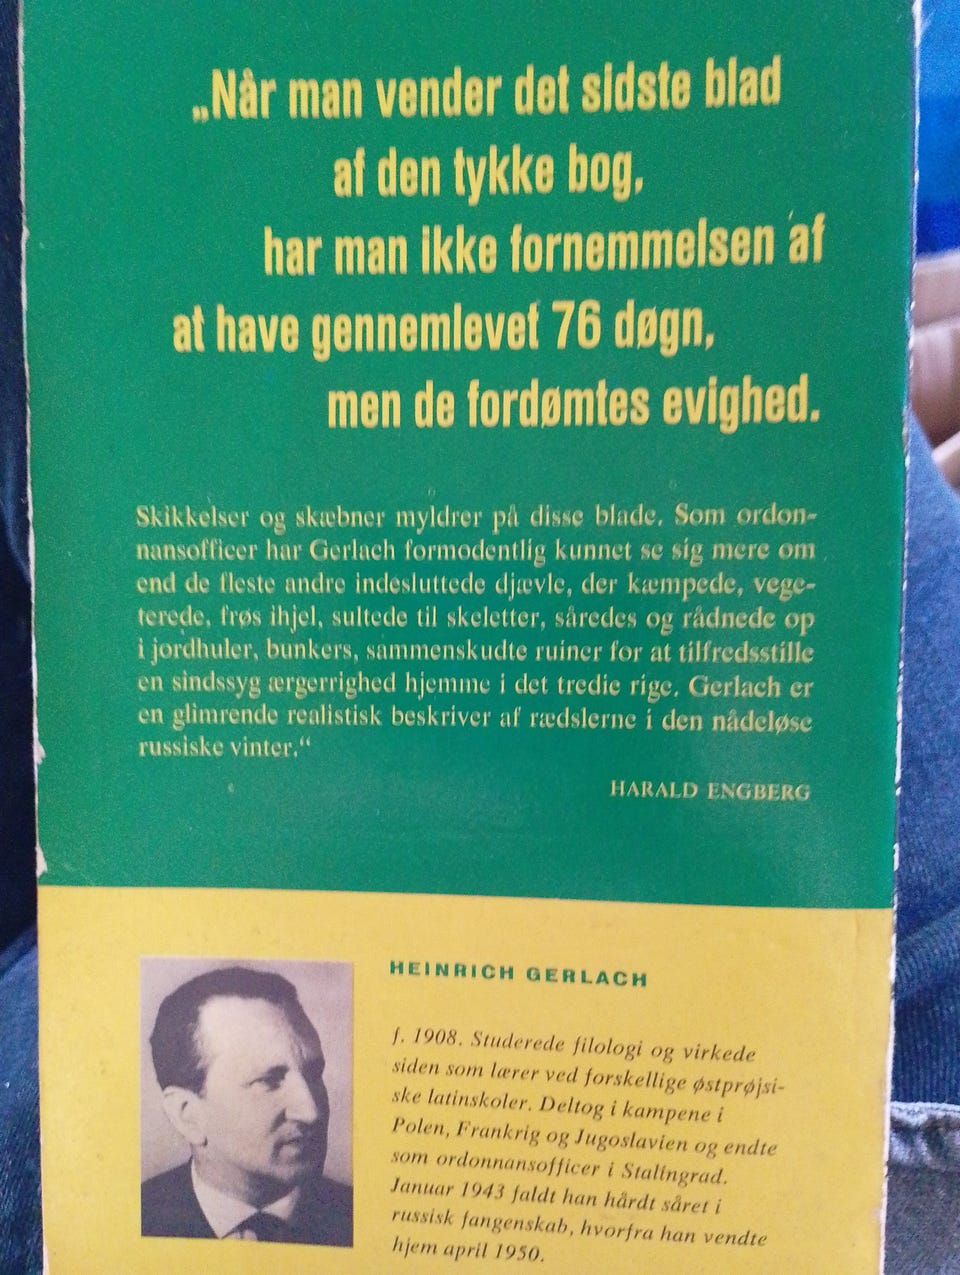 „Når man vender det sidste blad
af den tykke bog,
har man ikke fornemmelsen af
at have gennemlevet 76 døgn,
men de fordømtes evighed.
Skikkelser og skæbner myldrer på disse blade. Som ordon-
nansofficer har Gerlach formodentlig kunnet se sig mere om
end de fleste andre indesluttede djævle, der kæmpede, vege-
terede, frøs ihjel, sultede til skeletter, såredes og rådnede op
i jordhuler, bunkers, sammenskudte ruiner for at tilfredsstille
en sindssyg ærgerrighed hjemme i det tredie rige. Gerlach er
en glimrende realistisk beskriver af rædslerne i den nådeløse
russiske vinter.“
HARALD ENGBERG
HEINRICH GERLACH
f. 1908. Studerede filologi og virkede
siden som lærer ved forskellige østprøjsi-
ske latinskoler. Deltog i kampene i
Polen, Frankrig og Jugoslavien og endte
som ordonnansofficer i Stalingrad.
Januar 1943 faldt han hårdt såret i
russisk fangenskab, hvorfra han vendte
hjem april 1950.